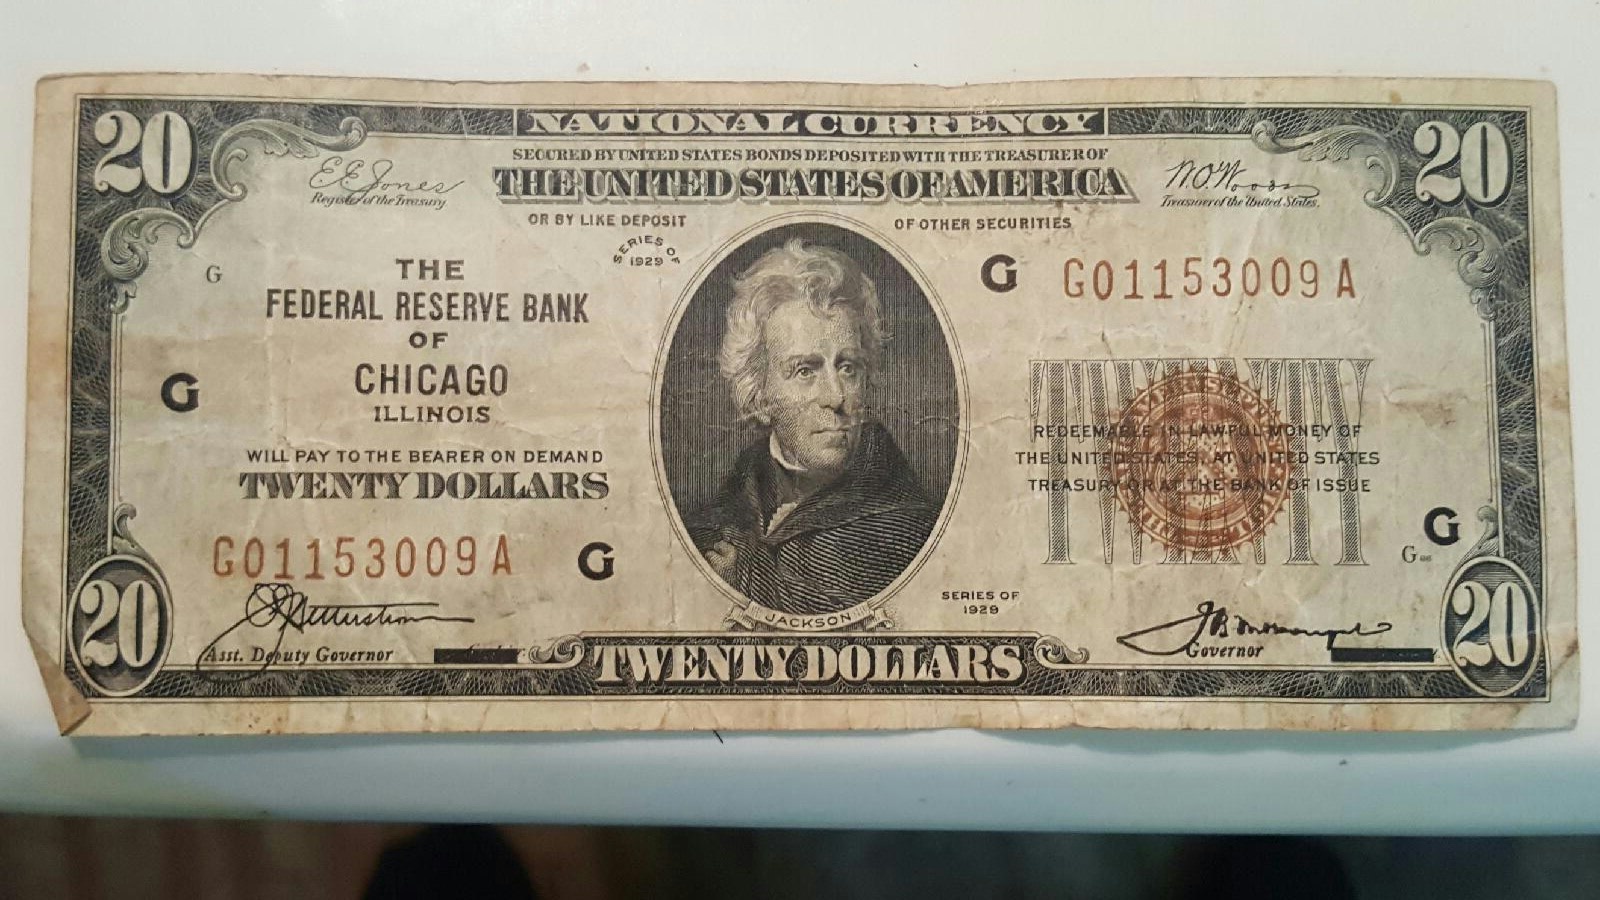 NATIONAL CURRENCY
20
20
SECURED BY UNITED STATES BONDS DEPOSITED WITH THE TREASURER OF
THE UNITED STATES OF AMERICA
OR BY LIKE DEPOSIT
OF OTHER SECURITIES
E.E. Jones
Register of the Treasury.
W.O. Woods
Treasurer of the United States.
SERIES OF
1929
G
THE
FEDERAL RESERVE BANK
OF
CHICAGO
ILLINOIS
G
WILL PAY TO THE BEARER ON DEMAND
TWENTY DOLLARS
G01153009A
G
G
G01153009A
TWENTY
REDEEMABLE IN LAWFUL MONEY OF
THE UNITED STATES, AT UNITED STATES
TREASURY OR AT THE BANK OF ISSUE
G
G
SERIES OF
1929
JACKSON
Asst. Deputy Governor
Governor
20
TWENTY DOLLARS
20